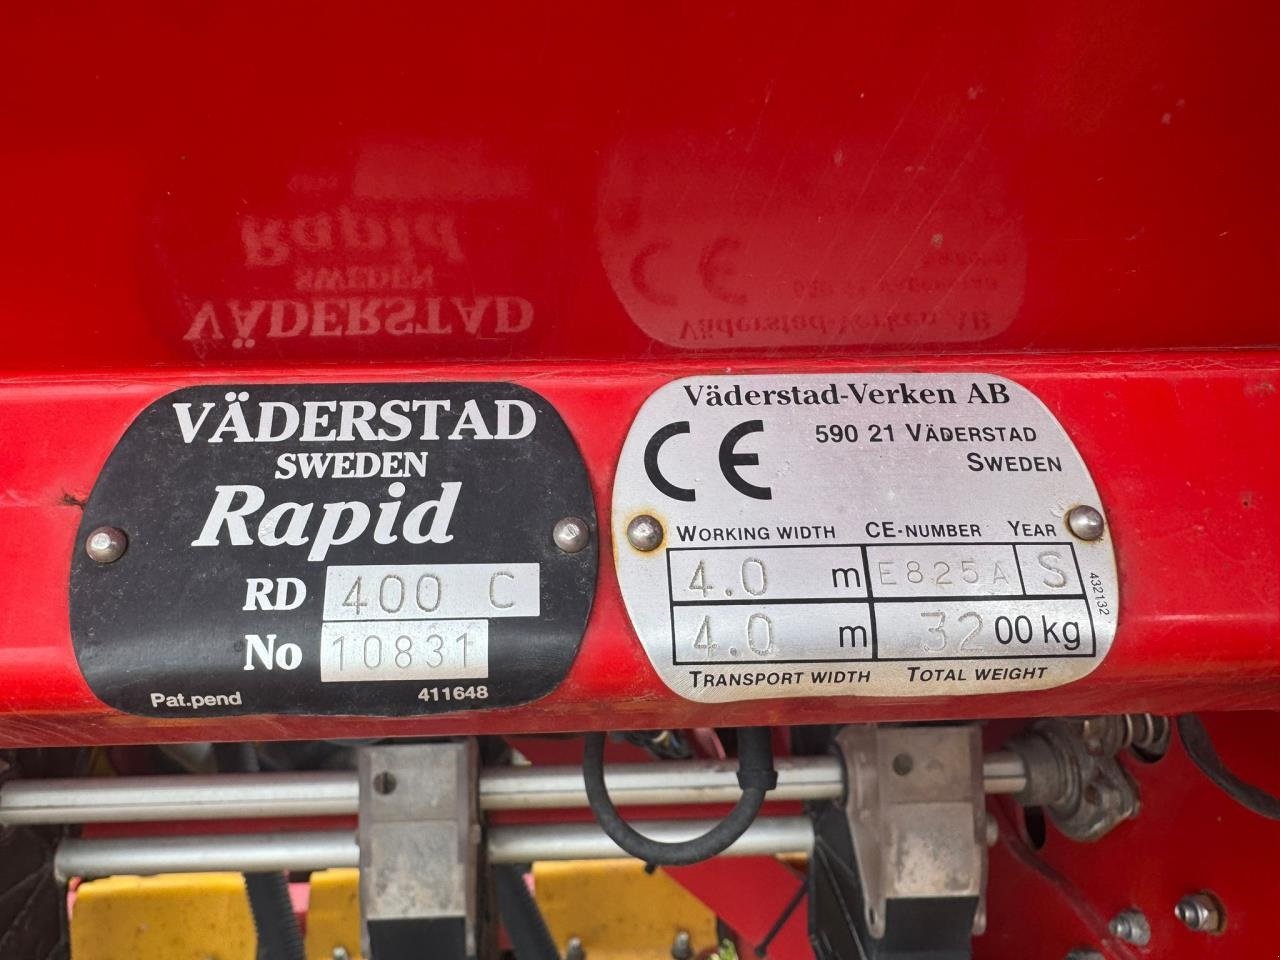 VÄDERSTAD
SWEDEN
Rapid
RD 400 C
No 10831
Pat.pend 411648
Väderstad-Verken AB
CE 590 21 VÄDERSTAD
SWEDEN
WORKING WIDTH CE-NUMBER YEAR
4.0 m E825A S
4.0 m 3200 kg
TRANSPORT WIDTH TOTAL WEIGHT
432132